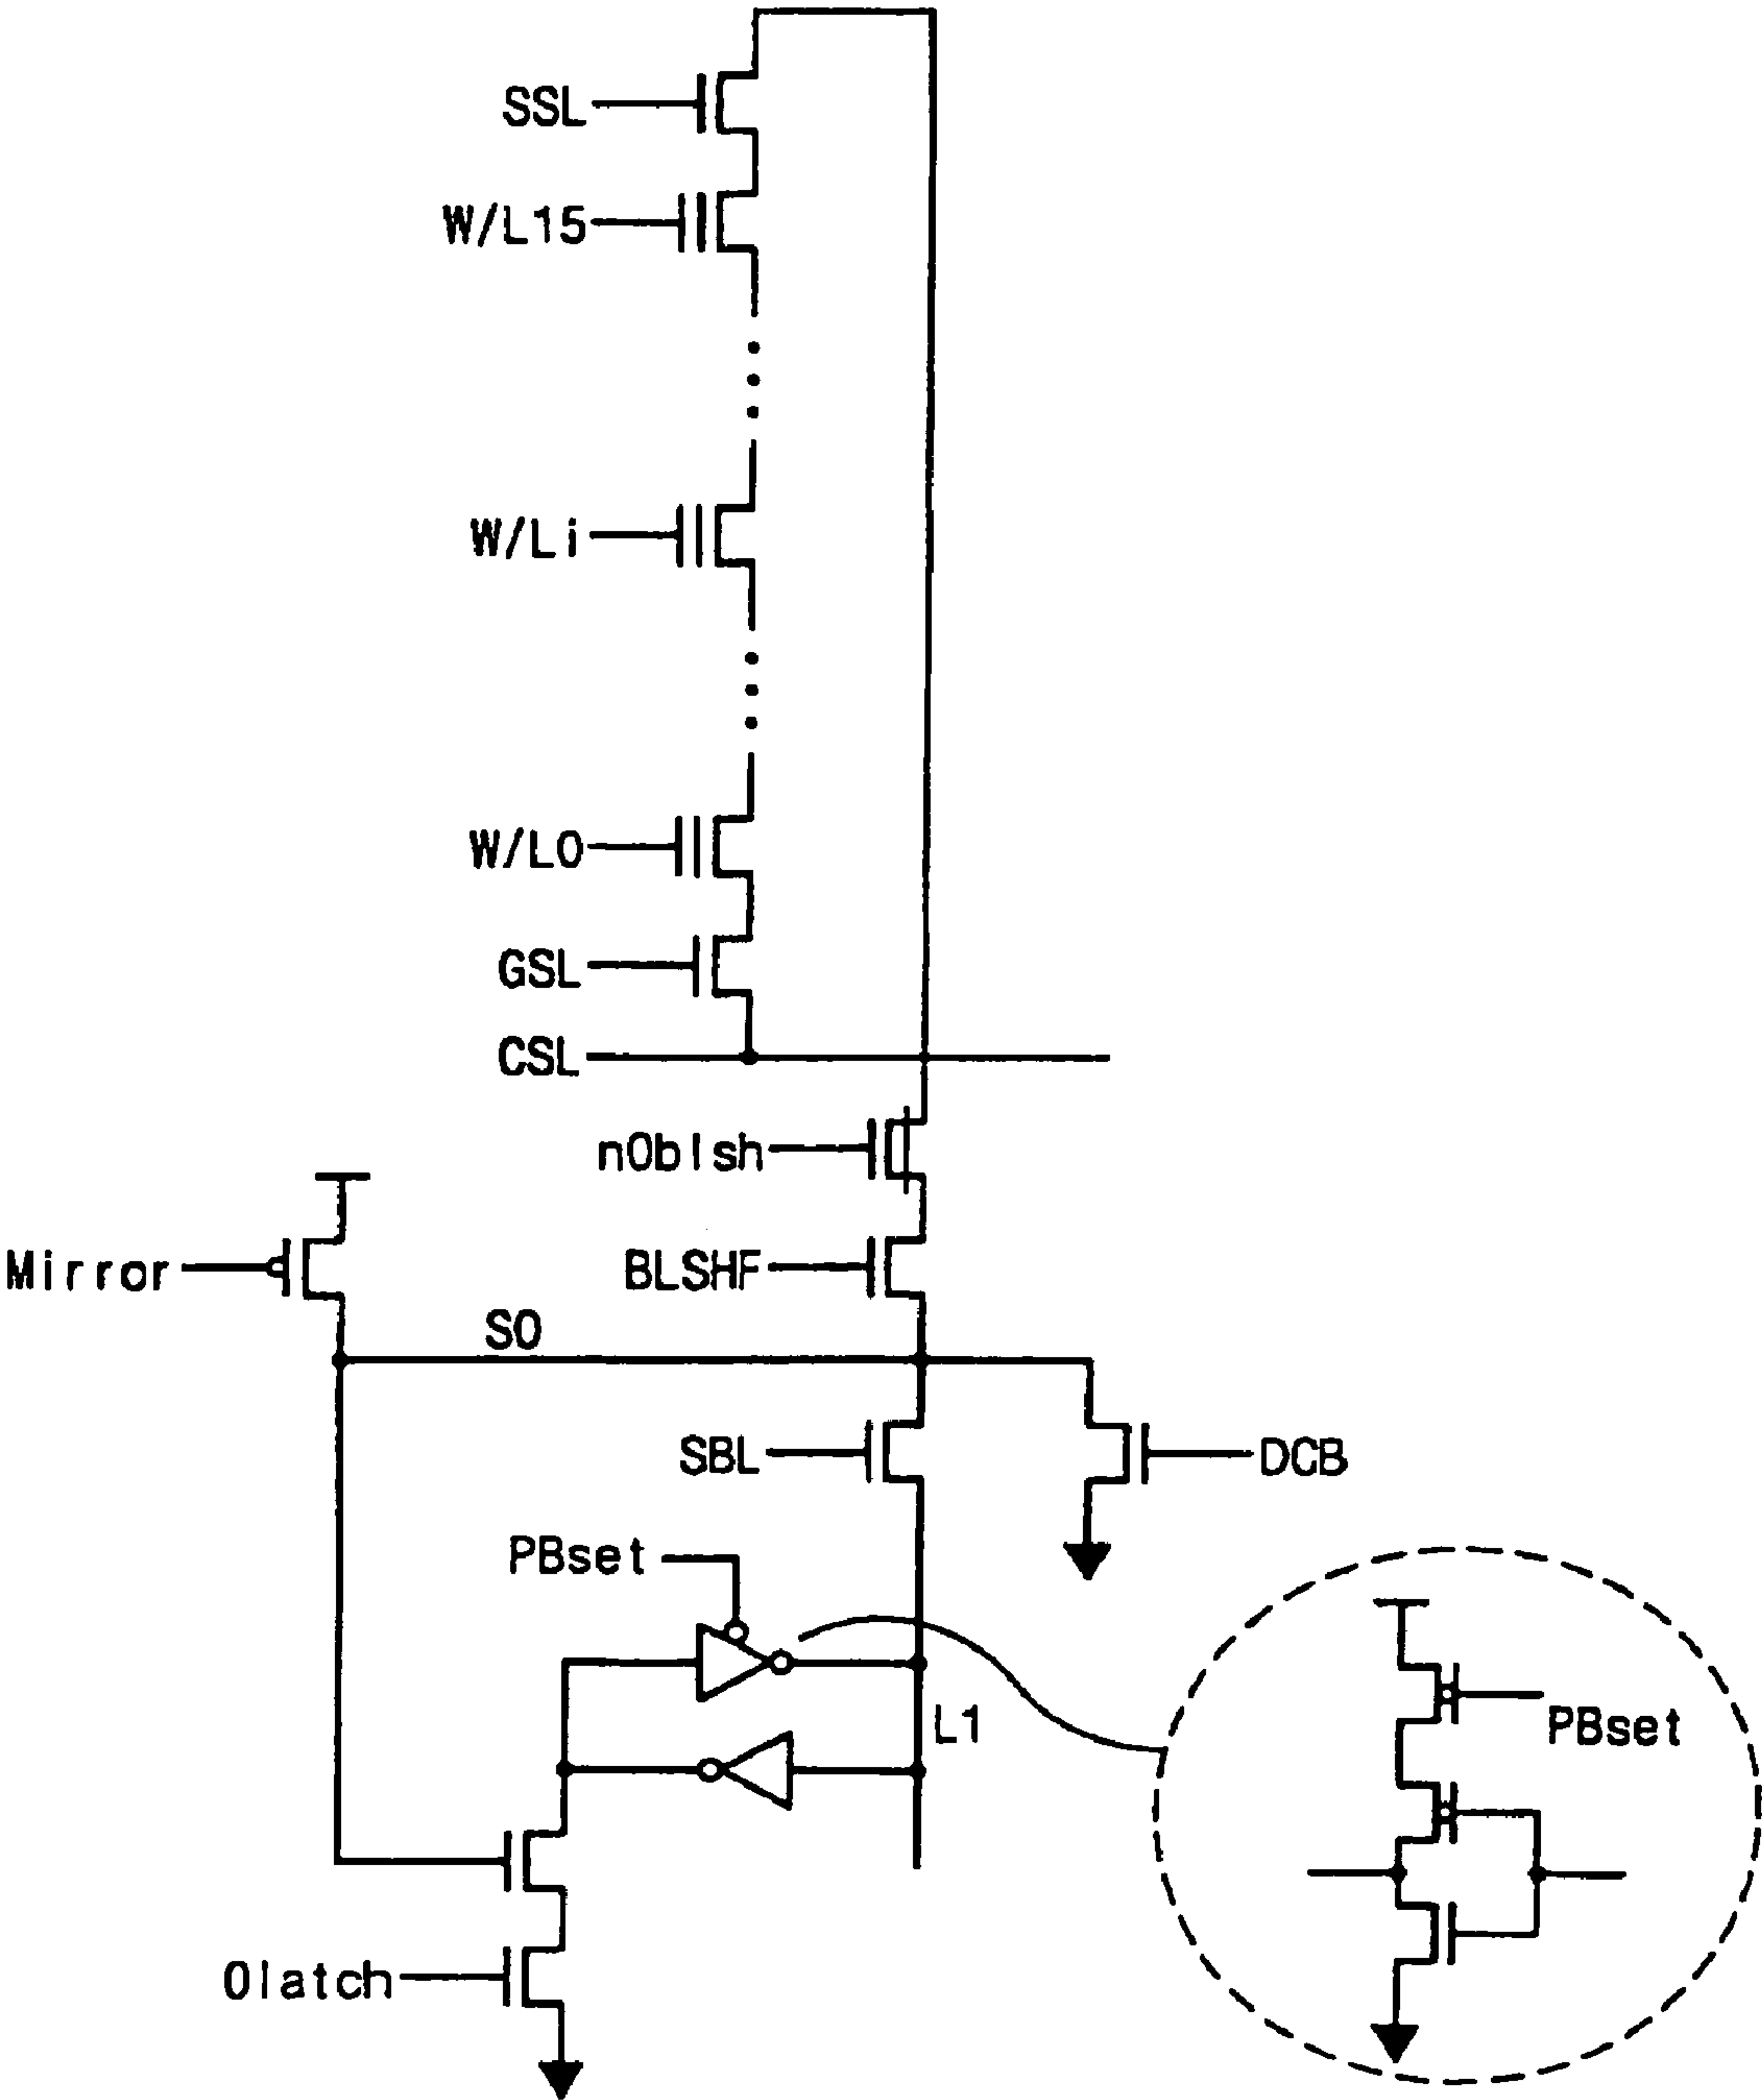 SSL
W/L15
W/Li
W/L0
GSL
CSL
n0blsh
Mirror
BLSHF
SO
SBL
DCB
PBset
L1
PBset
0latch